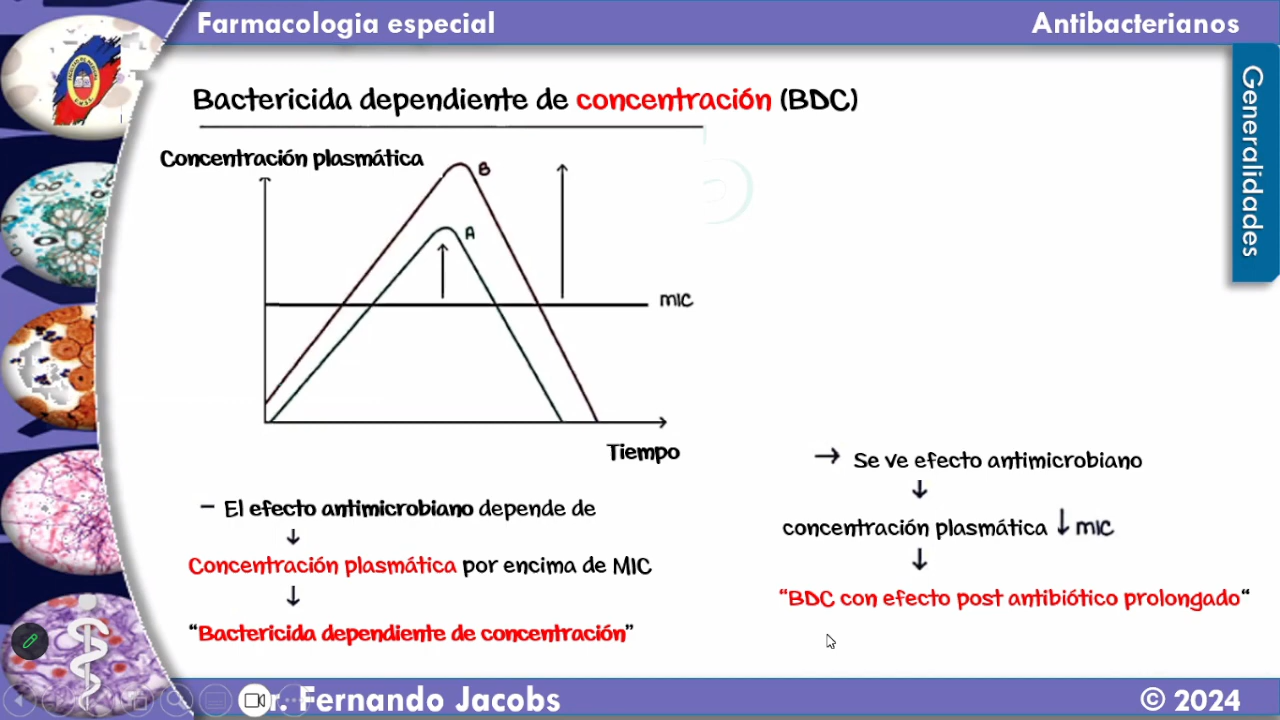 Farmacologia especial
Antibacterianos
Generalidades
Bactericida dependiente de concentración (BDC)
Concentración plasmática
B
A
MIC
Tiempo
– El efecto antimicrobiano depende de
↓
Concentración plasmática por encima de MIC
↓
“Bactericida dependiente de concentración”
→ Se ve efecto antimicrobiano
↓
concentración plasmática ↓ MIC
↓
“BDC con efecto post antibiótico prolongado“
r. Fernando Jacobs
© 2024